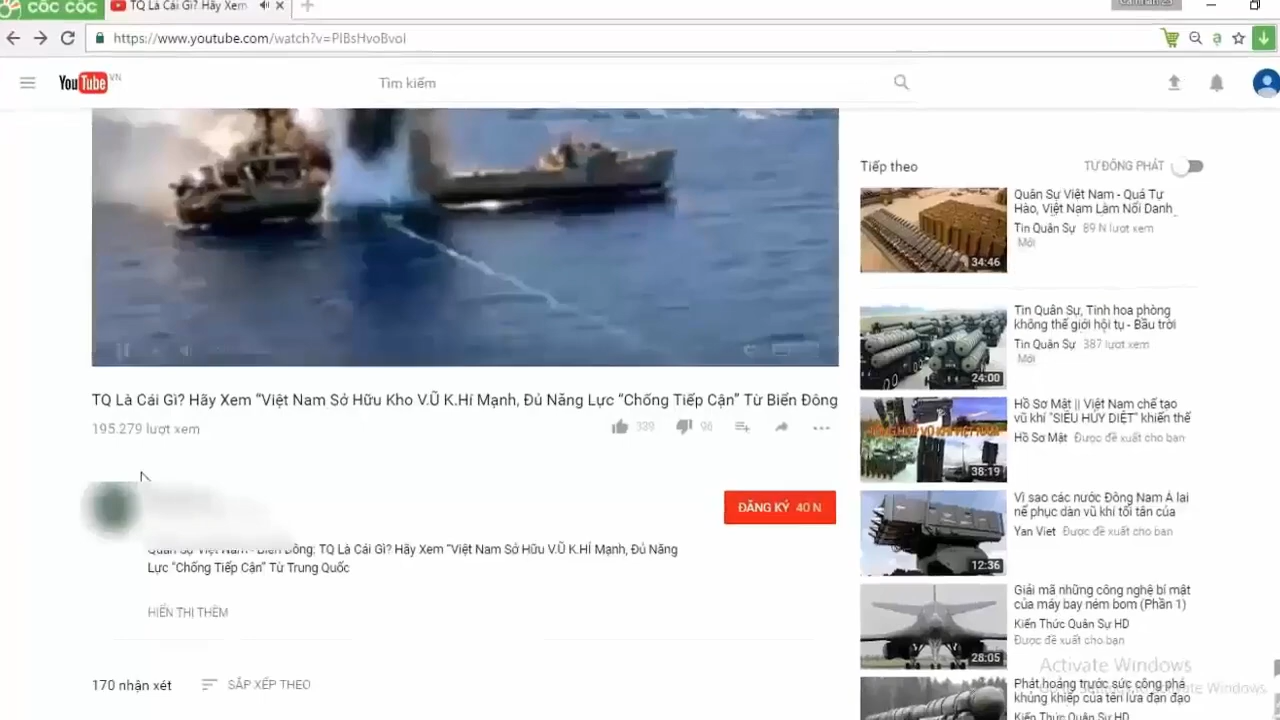 CỐC CỐC
TQ Là Cái Gì? Hãy Xem
https://www.youtube.com/watch?v=PlBsHvoBvoI
YouTube VN
Tìm kiếm
TQ Là Cái Gì? Hãy Xem “Việt Nam Sở Hữu Kho V.Ũ K.Hí Mạnh, Đủ Năng Lực “Chống Tiếp Cận” Từ Biển Đông
195.279 lượt xem
339
96
ĐĂNG KÝ 40 N
Quân Sự Việt Nam - Biển Đông: TQ Là Cái Gì? Hãy Xem “Việt Nam Sở Hữu V.Ũ K.HÍ Mạnh, Đủ Năng
Lực “Chống Tiếp Cận” Từ Trung Quốc
HIỂN THỊ THÊM
170 nhận xét
SẮP XẾP THEO
Tiếp theo
TỰ ĐỘNG PHÁT
Quân Sự Việt Nam - Quá Tự
Hào, Việt Nam Làm Nổi Danh
Tin Quân Sự 89 N lượt xem
Mới
34:46
Tin Quân Sự, Tinh hoa phòng
không thế giới hội tụ - Bầu trời
Tin Quân Sự 387 lượt xem
Mới
24:00
Hồ Sơ Mật || Việt Nam chế tạo
vũ khí "SIÊU HỦY DIỆT" khiến thế
Hồ Sơ Mật Được đề xuất cho bạn
38:19
Vì sao các nước Đông Nam Á lại
nể phục dàn vũ khí tối tân của
Yan Viet Được đề xuất cho bạn
12:36
Giải mã những công nghệ bí mật
của máy bay ném bom (Phần 1)
Kiến Thức Quân Sự HD
Được đề xuất cho bạn
28:05
Activate Windows
Phát hoảng trước sức công phá
khủng khiếp của tên lửa đạn đạo
Kiến Thức Quân Sự HD